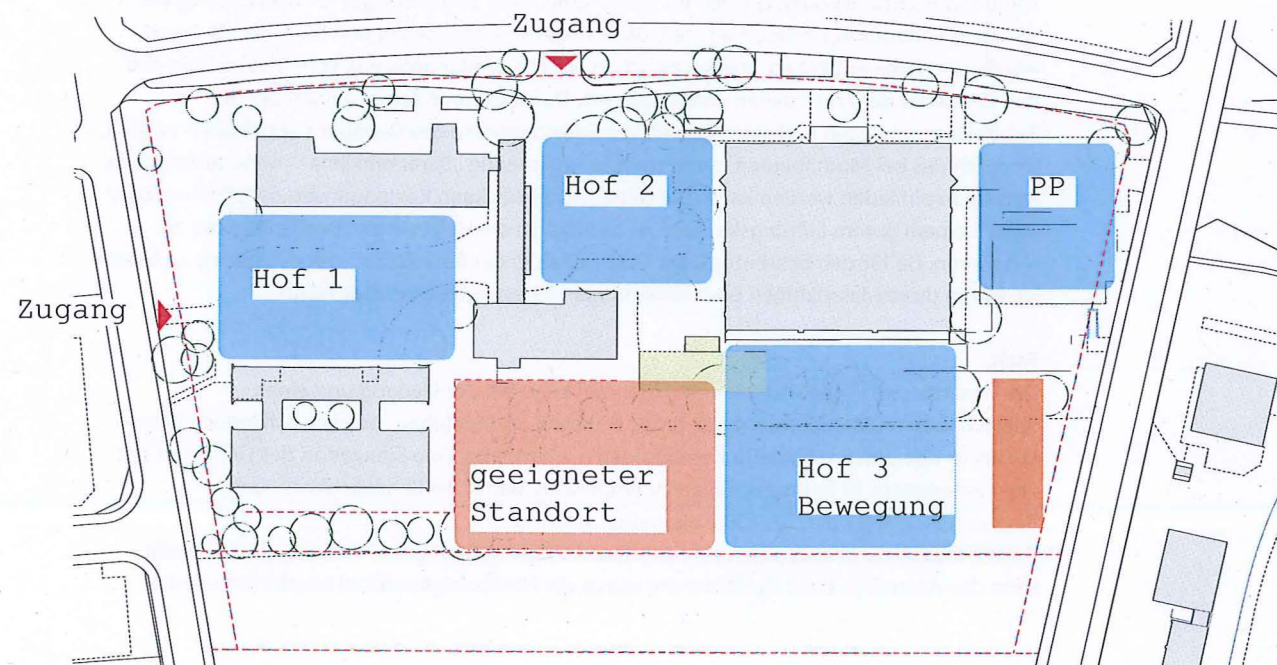 Zugang
Hof 2
PP
Hof 1
Zugang
geeigneter
Standort
Hof 3
Bewegung